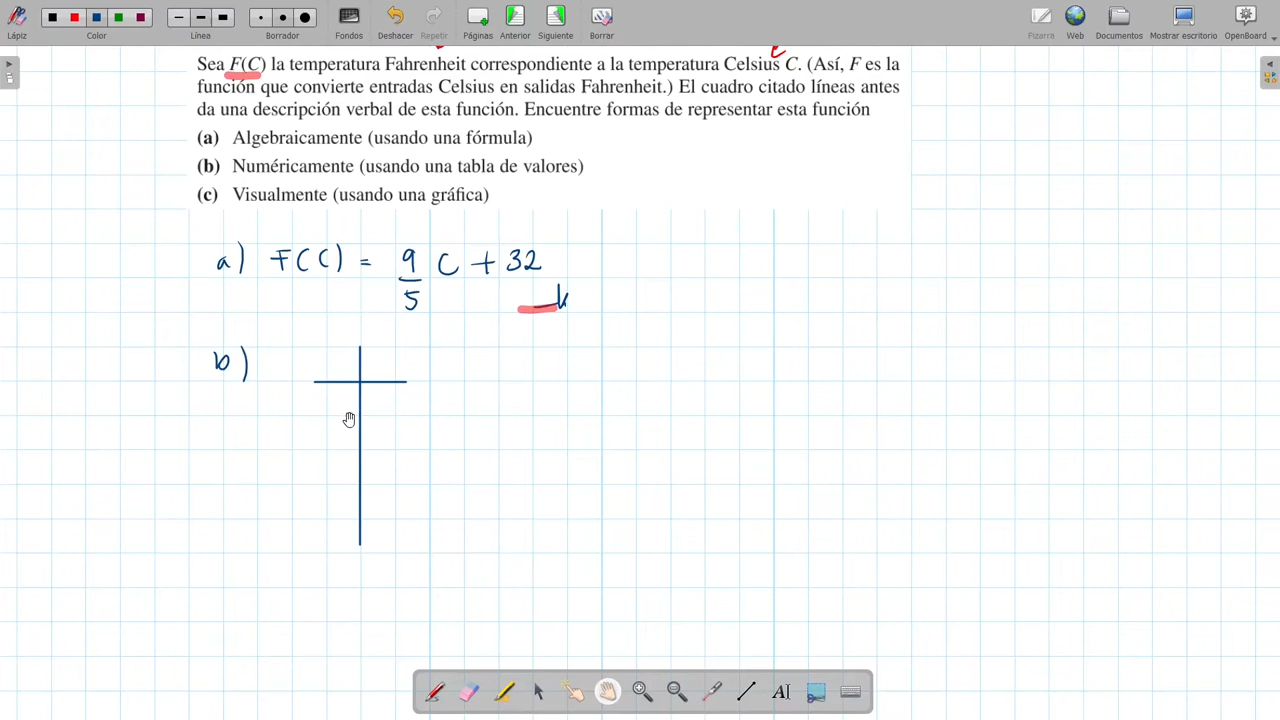 Lápiz Color Línea Borrador Fondos Deshacer Repetir Páginas Anterior Siguiente Borrar Pizarra Web Documentos Mostrar escritorio OpenBoard
Sea F(C) la temperatura Fahrenheit correspondiente a la temperatura Celsius C. (Así, F es la
función que convierte entradas Celsius en salidas Fahrenheit.) El cuadro citado líneas antes
da una descripción verbal de esta función. Encuentre formas de representar esta función
(a) Algebraicamente (usando una fórmula)
(b) Numéricamente (usando una tabla de valores)
(c) Visualmente (usando una gráfica)
a) F(C) = 9/5 C + 32
b)
AI